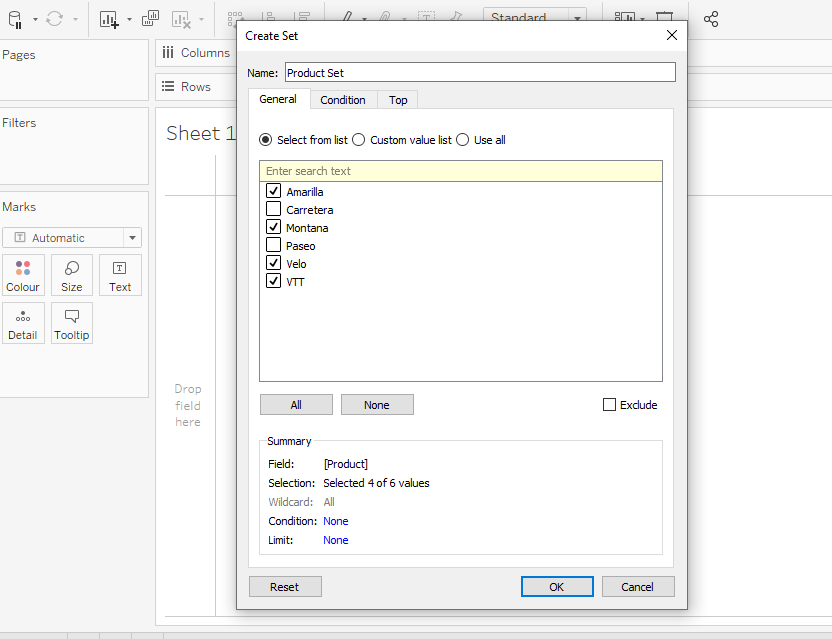 Standard
Create Set
Pages
Columns
Name: Product Set
Rows
General Condition Top
Filters
Sheet 1
Select from list Custom value list Use all
Enter search text
Amarilla
Marks
Carretera
Montana
Automatic
Paseo
Velo
VTT
Colour Size Text
Detail Tooltip
Drop
field
here
All None Exclude
Summary
Field: [Product]
Selection: Selected 4 of 6 values
Wildcard: All
Condition: None
Limit: None
Reset OK Cancel